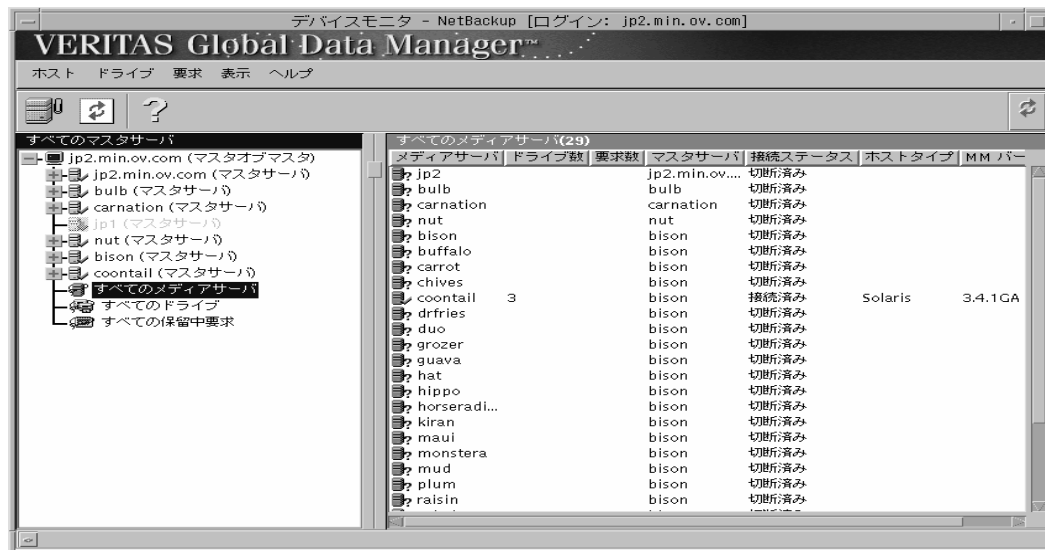 デバイスモニタ - NetBackup [ログイン: jp2.min.ov.com]
VERITAS Global Data Manager™
ホスト ドライブ 要求 表示 ヘルプ
すべてのマスタサーバ
jp2.min.ov.com (マスタオブマスタ)
jp2.min.ov.com (マスタサーバ)
bulb (マスタサーバ)
carnation (マスタサーバ)
jp1 (マスタサーバ)
nut (マスタサーバ)
bison (マスタサーバ)
coontail (マスタサーバ)
すべてのメディアサーバ
すべてのドライブ
すべての保留中要求
すべてのメディアサーバ(29)
メディアサーバ ドライブ数 要求数 マスタサーバ 接続ステータス ホストタイプ MM バー
jp2 jp2.min.ov.... 切断済み
bulb bulb 切断済み
carnation carnation 切断済み
nut nut 切断済み
bison bison 切断済み
buffalo bison 切断済み
carrot bison 切断済み
chives bison 切断済み
coontail 3 bison 接続済み Solaris 3.4.1GA
drfries bison 切断済み
duo bison 切断済み
grozer bison 切断済み
guava bison 切断済み
hat bison 切断済み
hippo bison 切断済み
horseradi... bison 切断済み
kiran bison 切断済み
maui bison 切断済み
monstera bison 切断済み
mud bison 切断済み
plum bison 切断済み
raisin bison 切断済み